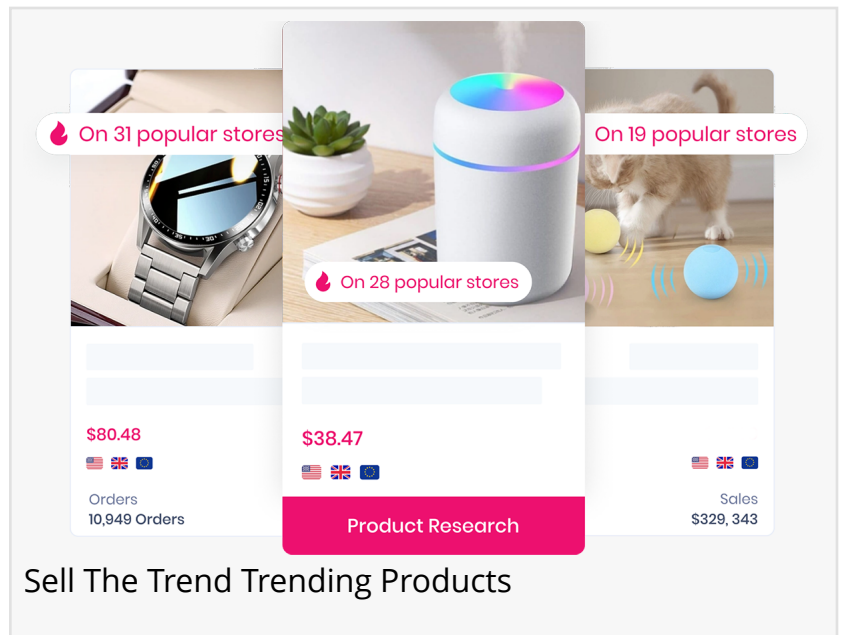 On 31 popular stores
On 19 popular stores
On 28 popular stores
$80.48
$38.47
Orders
10,949 Orders
Sales
$329, 343
Product Research
Sell The Trend Trending Products